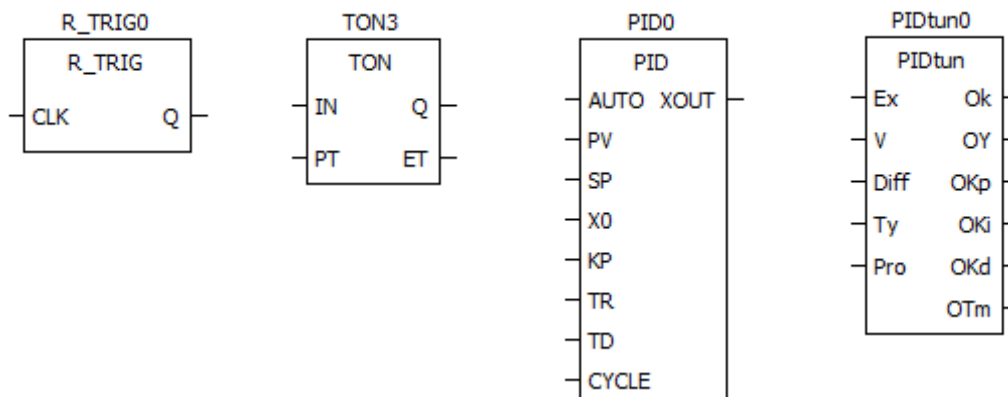 R_TRIG0
R_TRIG
CLK Q
TON3
TON
IN Q
PT ET
PID0
PID
AUTO XOUT
PV
SP
X0
KP
TR
TD
CYCLE
PIDtun0
PIDtun
Ex Ok
V OY
Diff OKp
Ty OKi
Pro OKd
OTm